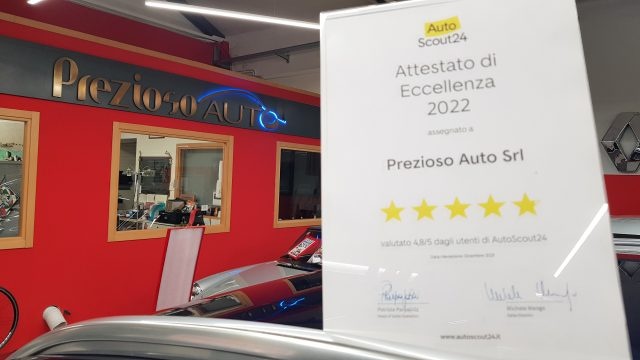 Prezioso AUTO
Auto
Scout24
Attestato di
Eccellenza
2022
assegnato a
Prezioso Auto Srl
valutato 4,8/5 dagli utenti di AutoScout24
www.autoscout24.it